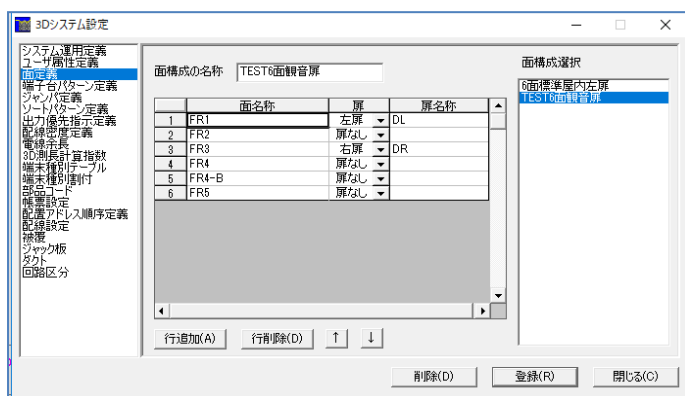 3Dシステム設定
システム運用定義
ユーザ属性定義
面定義
端子台パターン定義
ジャンパ定義
ソートパターン定義
出力優先指示定義
配線密度定義
電線余長
3D測長計算指数
端末種別テーブル
端末種別割付
部品コード
帳票設定
配置アドレス順序定義
配線設定
被覆
ジャック板
ダクト
回路区分
面構成の名称 TEST6面観音扉
面名称 扉 扉名称
1 FR1 左扉 DL
2 FR2 扉なし
3 FR3 右扉 DR
4 FR4 扉なし
5 FR4-B 扉なし
6 FR5 扉なし
行追加(A) 行削除(D) ↑ ↓
面構成選択
6面標準屋内左扉
TEST6面観音扉
削除(D) 登録(R) 閉じる(C)